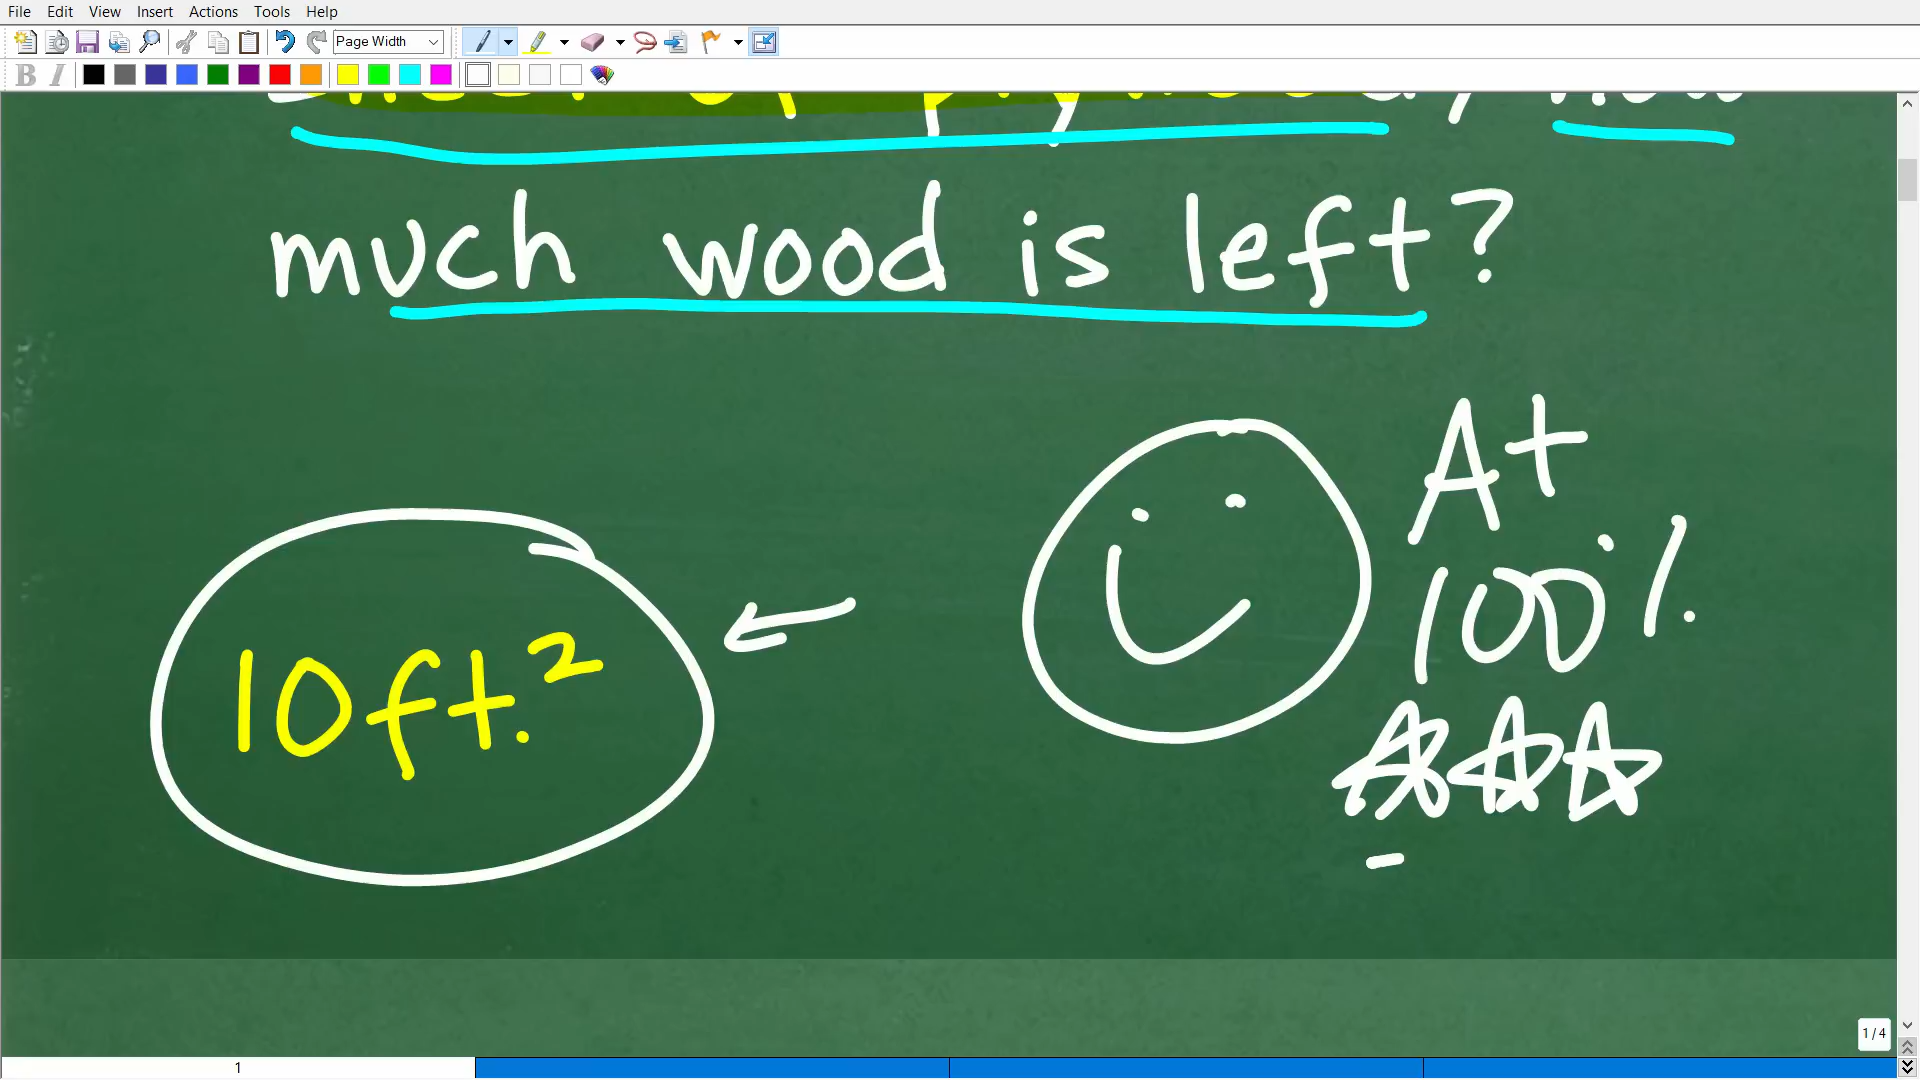 File Edit View Insert Actions Tools Help
Page Width
B I
much wood is left?
A+
100%
10ft.²
1 / 4
1